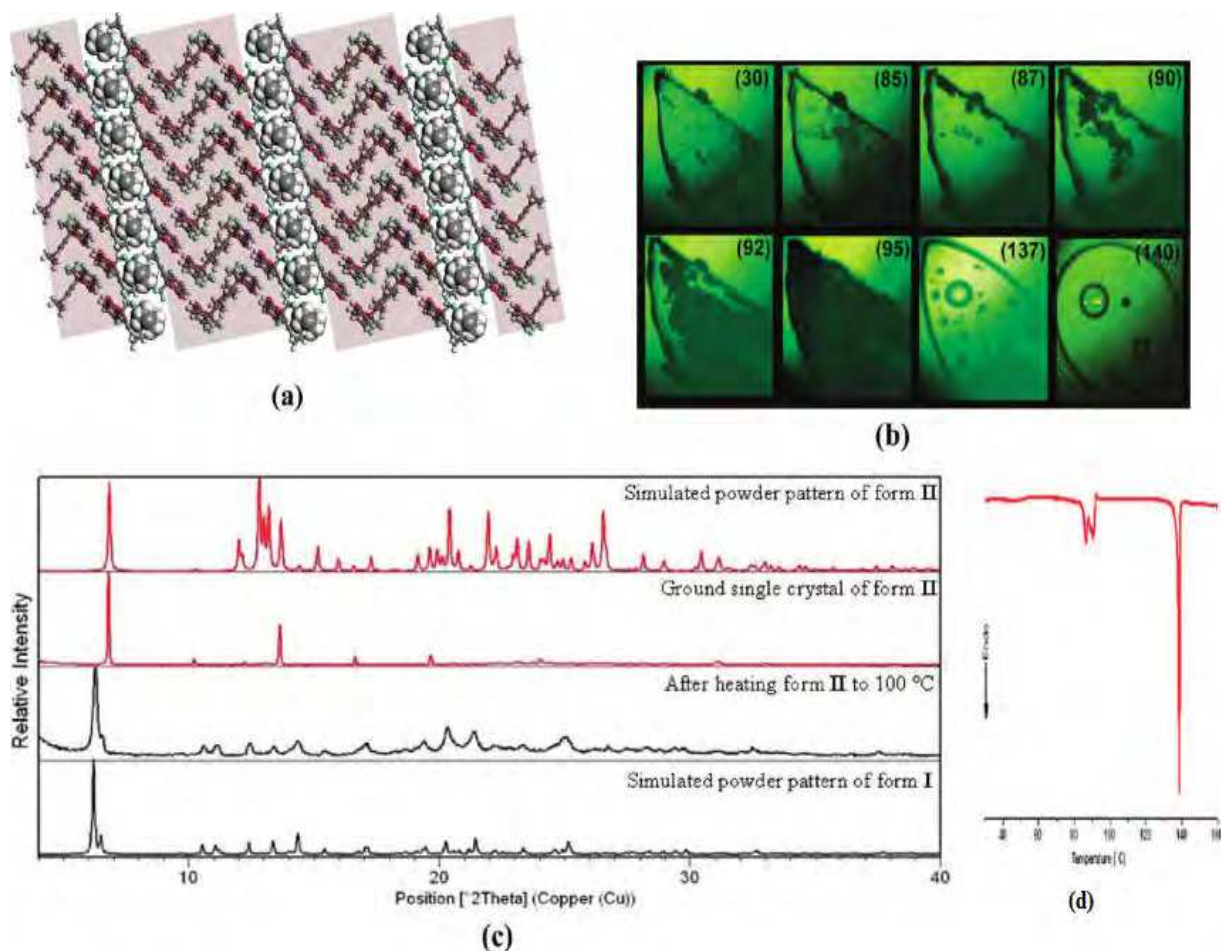 (a)
(30)
(85)
(87)
(90)
(92)
(95)
(137)
(140)
(b)
Simulated powder pattern of form II
Ground single crystal of form II
After heating form II to 100 °C
Simulated powder pattern of form I
Relative Intensity
10
20
30
40
Position [°2Theta] (Copper (Cu))
(c)
140
Temperature
(d)